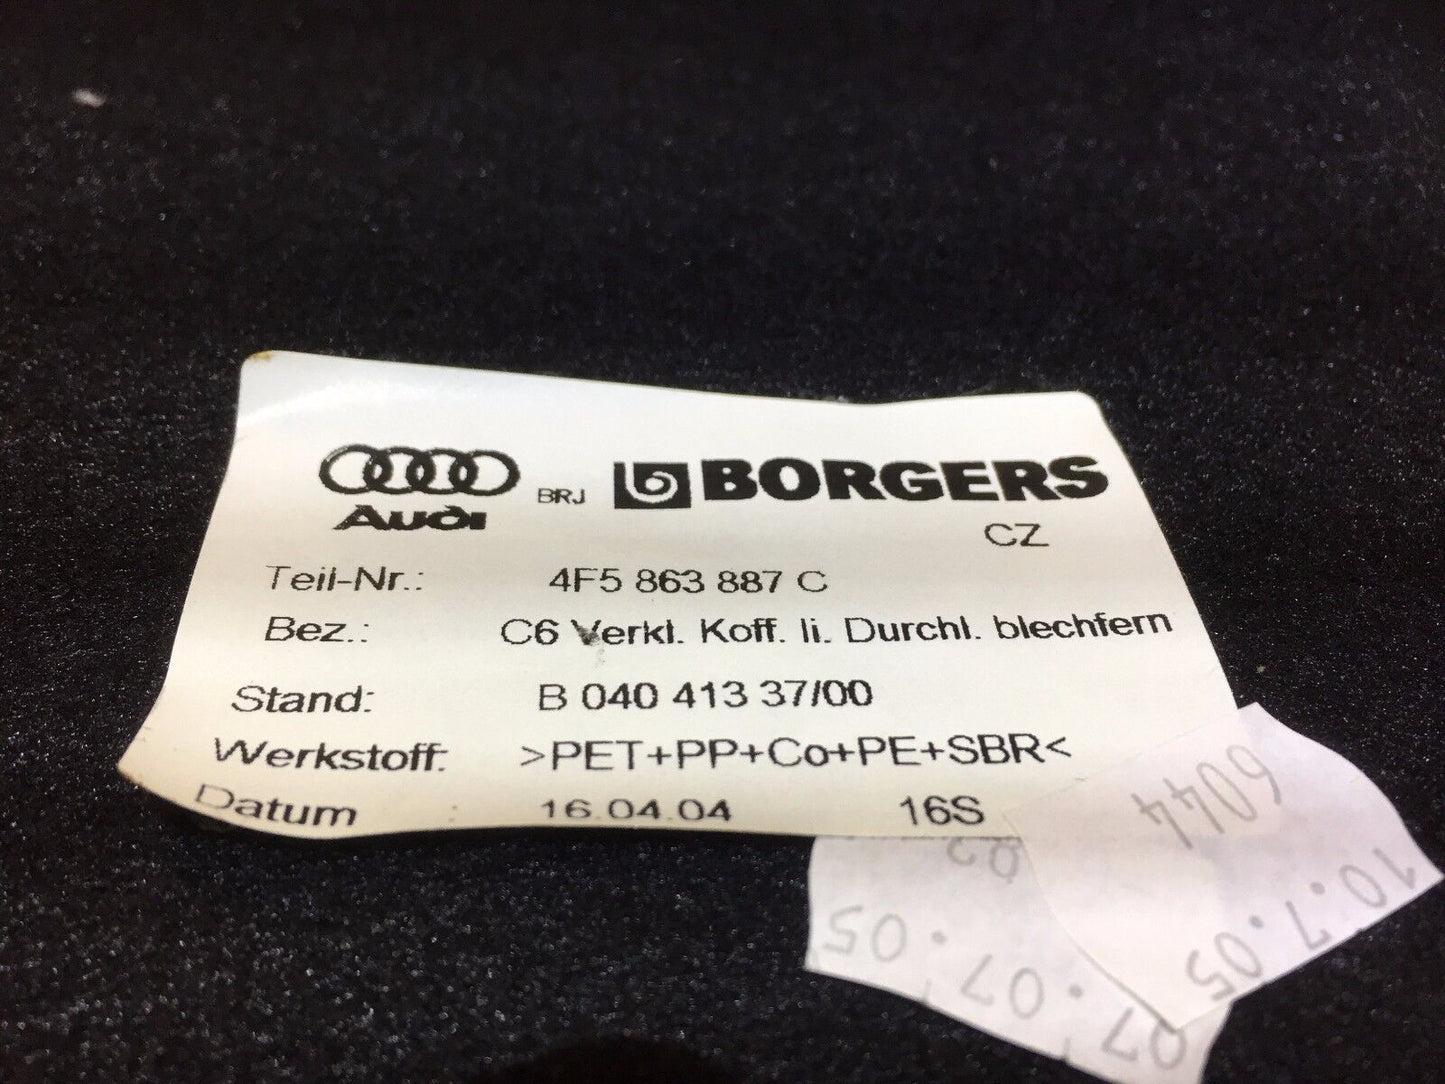 Audi BRJ BORGERS
CZ
Teil-Nr.: 4F5 863 887 C
Bez.: C6 Verkl. Koff. li. Durchl. blechfern
Stand: B 040 413 37/00
Werkstoff: >PET+PP+Co+PE+SBR<
Datum : 16.04.04 16S
6044
10.7.05
07.07.05